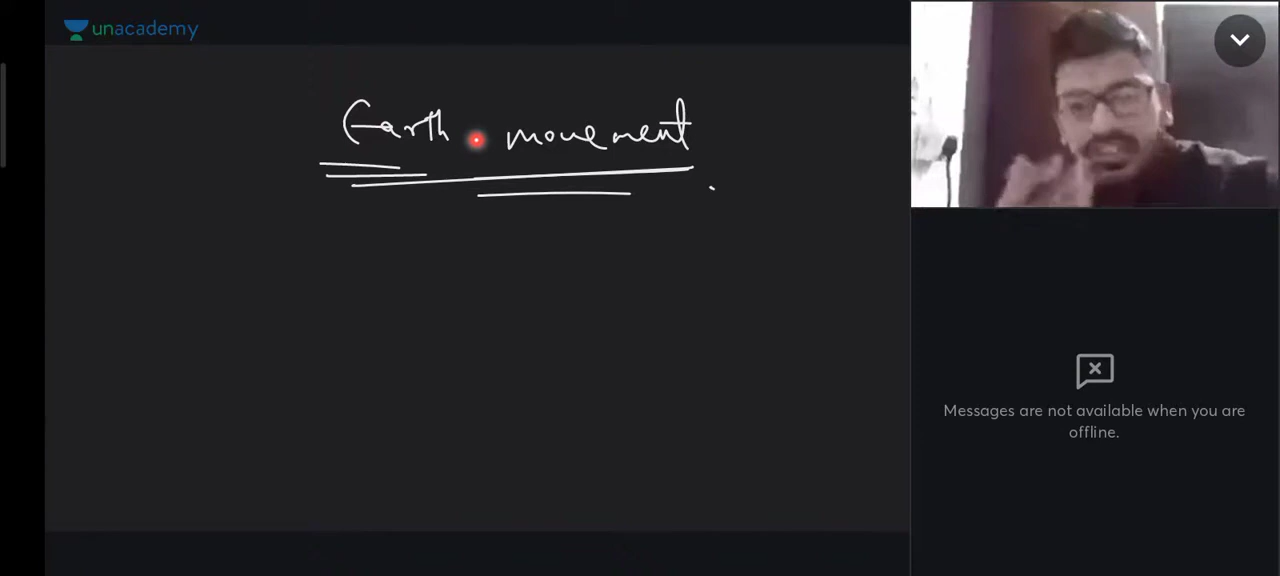 unacademy
Earth movement
Messages are not available when you are
offline.